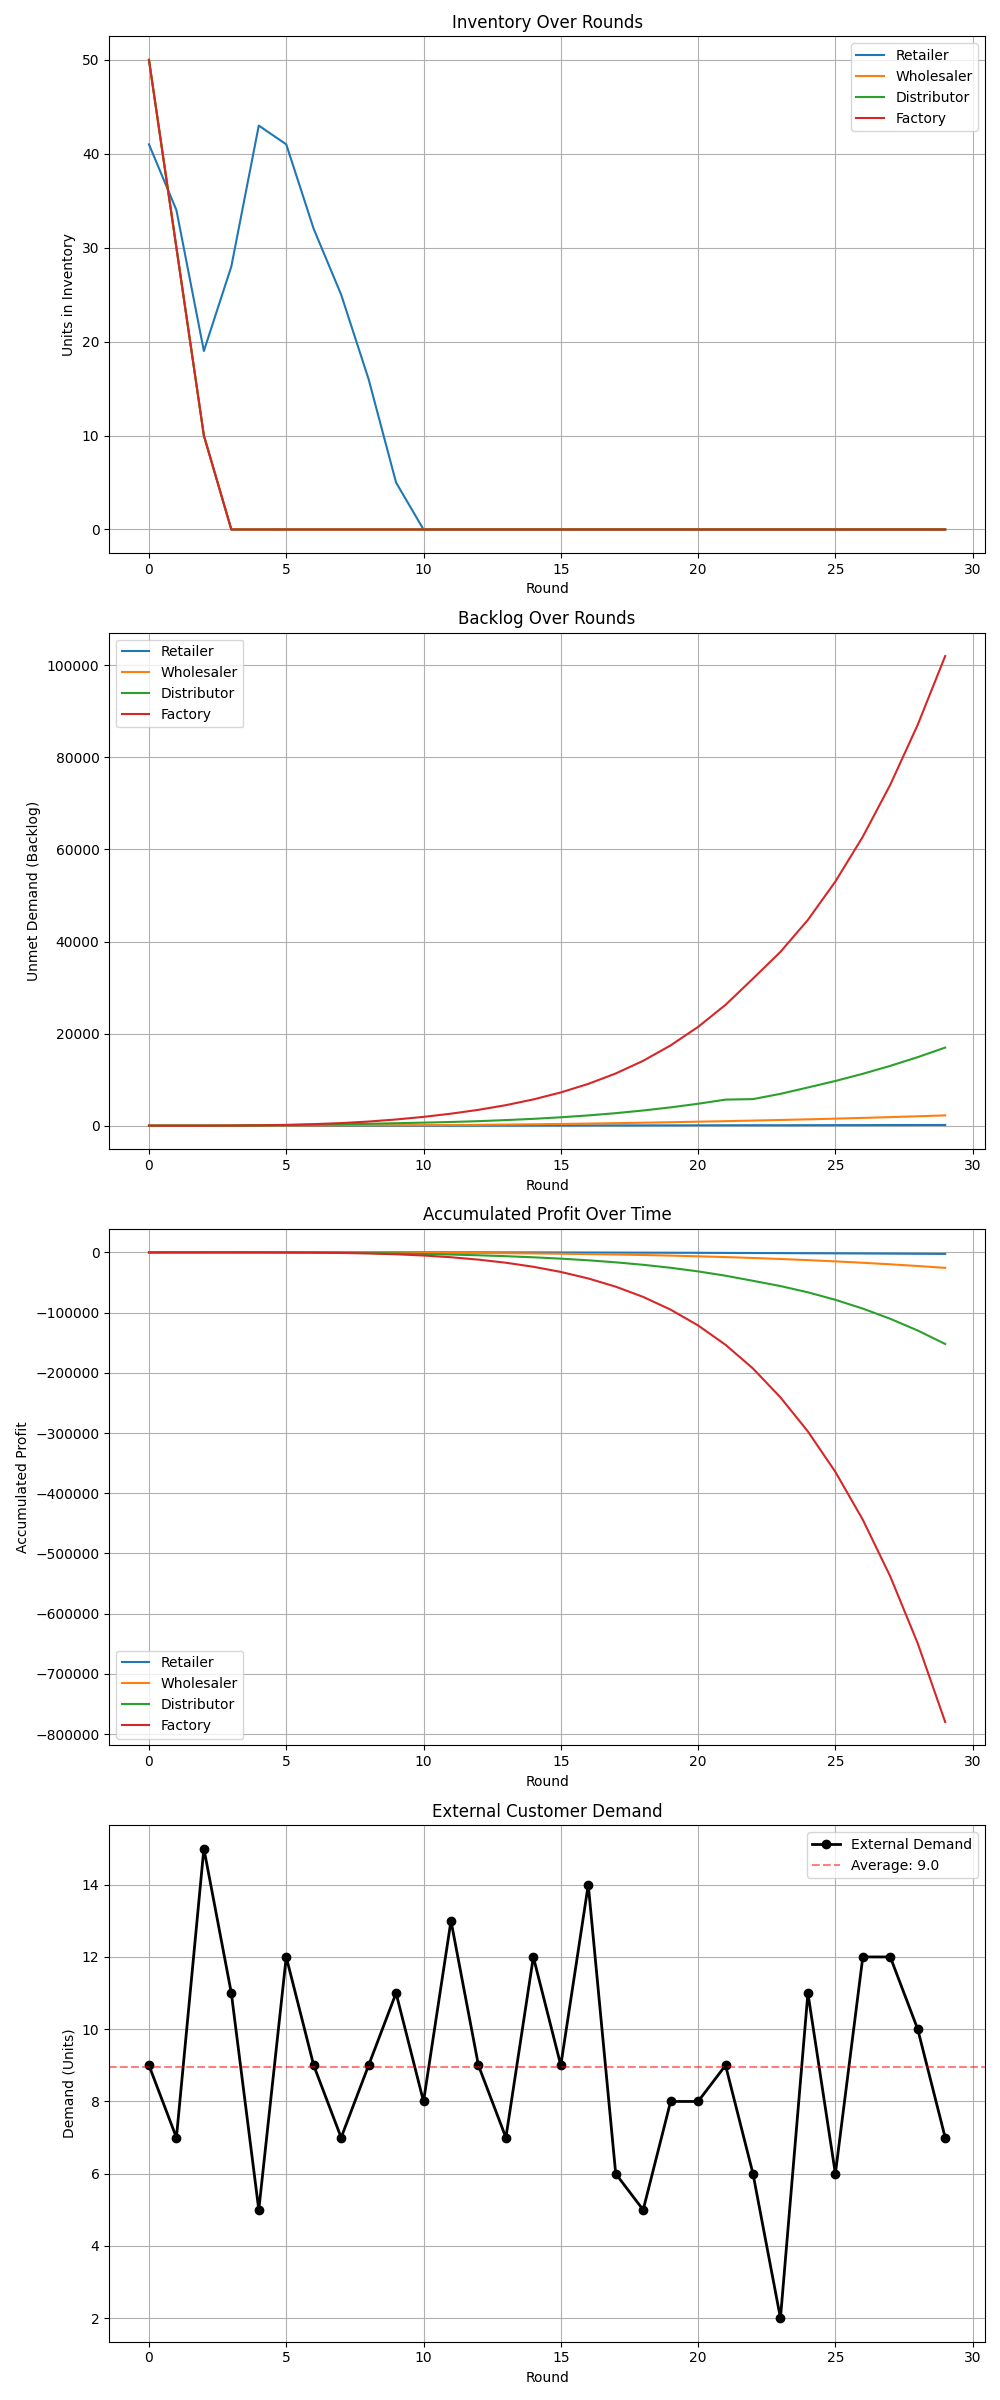 Inventory Over Rounds
Retailer
Wholesaler
Distributor
Factory
Units in Inventory
50
40
30
20
10
0
0 5 10 15 20 25 30
Round
Backlog Over Rounds
Retailer
Wholesaler
Distributor
Factory
Unmet Demand (Backlog)
100000
80000
60000
40000
20000
0
0 5 10 15 20 25 30
Round
Accumulated Profit Over Time
Accumulated Profit
0
−100000
−200000
−300000
−400000
−500000
−600000
−700000
−800000
Retailer
Wholesaler
Distributor
Factory
0 5 10 15 20 25 30
Round
External Customer Demand
External Demand
Average: 9.0
Demand (Units)
14
12
10
8
6
4
2
0 5 10 15 20 25 30
Round